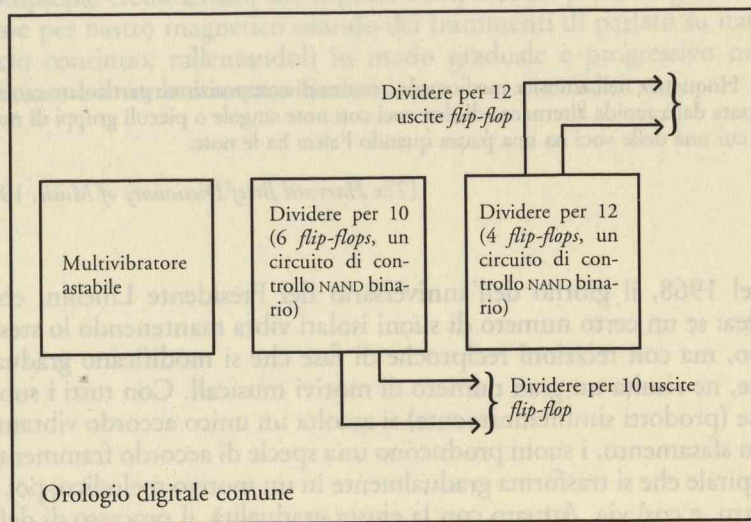 Dividere per 12
uscite flip-flop
Multivibratore
astabile
Dividere per 10
(6 flip-flops, un
circuito di con-
trollo NAND bina-
rio)
Dividere per 12
(4 flip-flops, un
circuito di con-
trollo NAND bina-
rio)
Dividere per 10 uscite
flip-flop
Orologio digitale comune